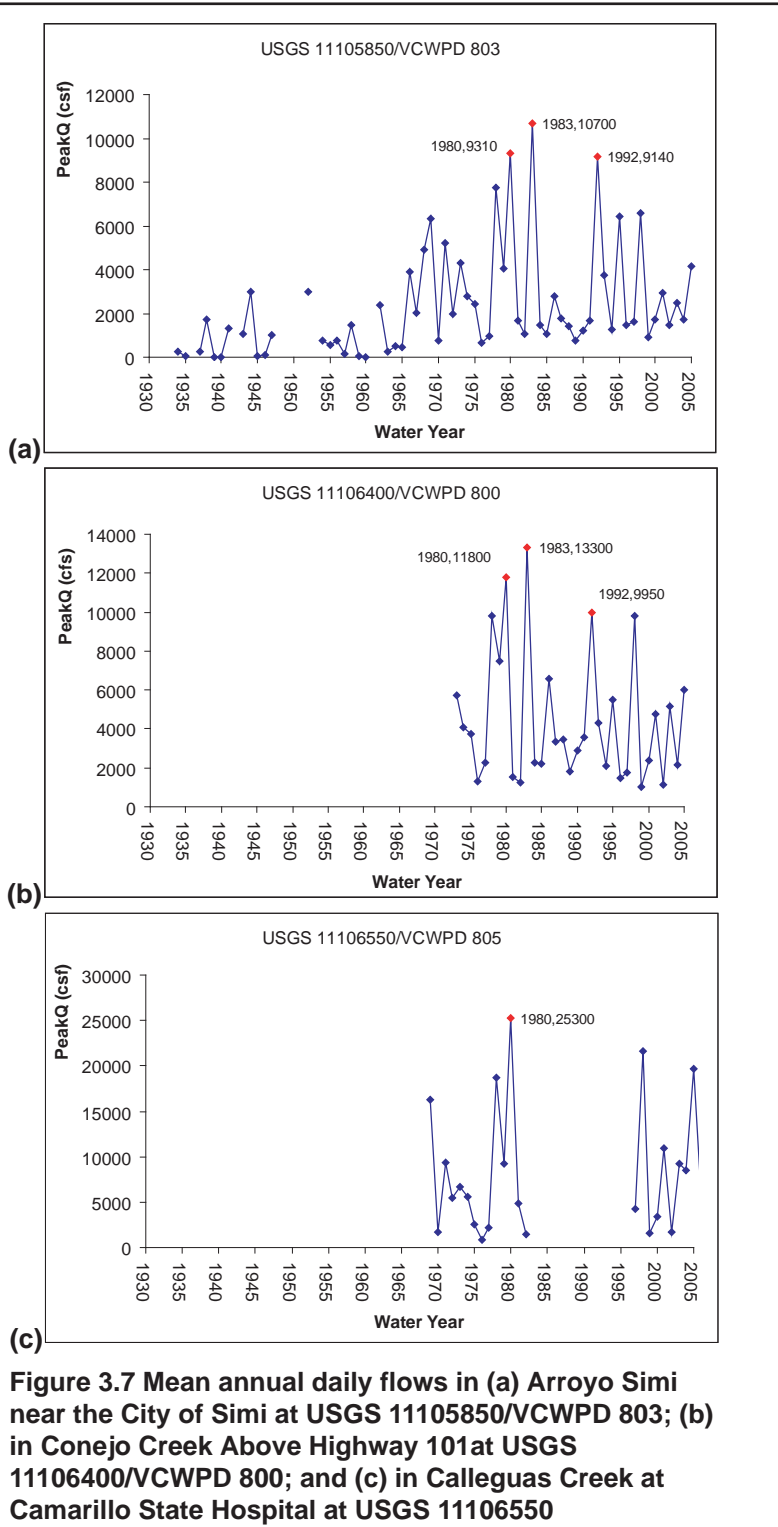 USGS 11105850/VCWPD 803
PeakQ (csf)
12000
10000
8000
6000
4000
2000
0
1980,9310
1983,10700
1992,9140
1930 1935 1940 1945 1950 1955 1960 1965 1970 1975 1980 1985 1990 1995 2000 2005
Water Year
(a)
USGS 11106400/VCWPD 800
PeakQ (cfs)
14000
12000
10000
8000
6000
4000
2000
0
1980,11800
1983,13300
1992,9950
1930 1935 1940 1945 1950 1955 1960 1965 1970 1975 1980 1985 1990 1995 2000 2005
Water Year
(b)
USGS 11106550/VCWPD 805
PeakQ (csf)
30000
25000
20000
15000
10000
5000
0
1980,25300
1930 1935 1940 1945 1950 1955 1960 1965 1970 1975 1980 1985 1990 1995 2000 2005
Water Year
(c)
Figure 3.7 Mean annual daily flows in (a) Arroyo Simi
near the City of Simi at USGS 11105850/VCWPD 803; (b)
in Conejo Creek Above Highway 101at USGS
11106400/VCWPD 800; and (c) in Calleguas Creek at
Camarillo State Hospital at USGS 11106550